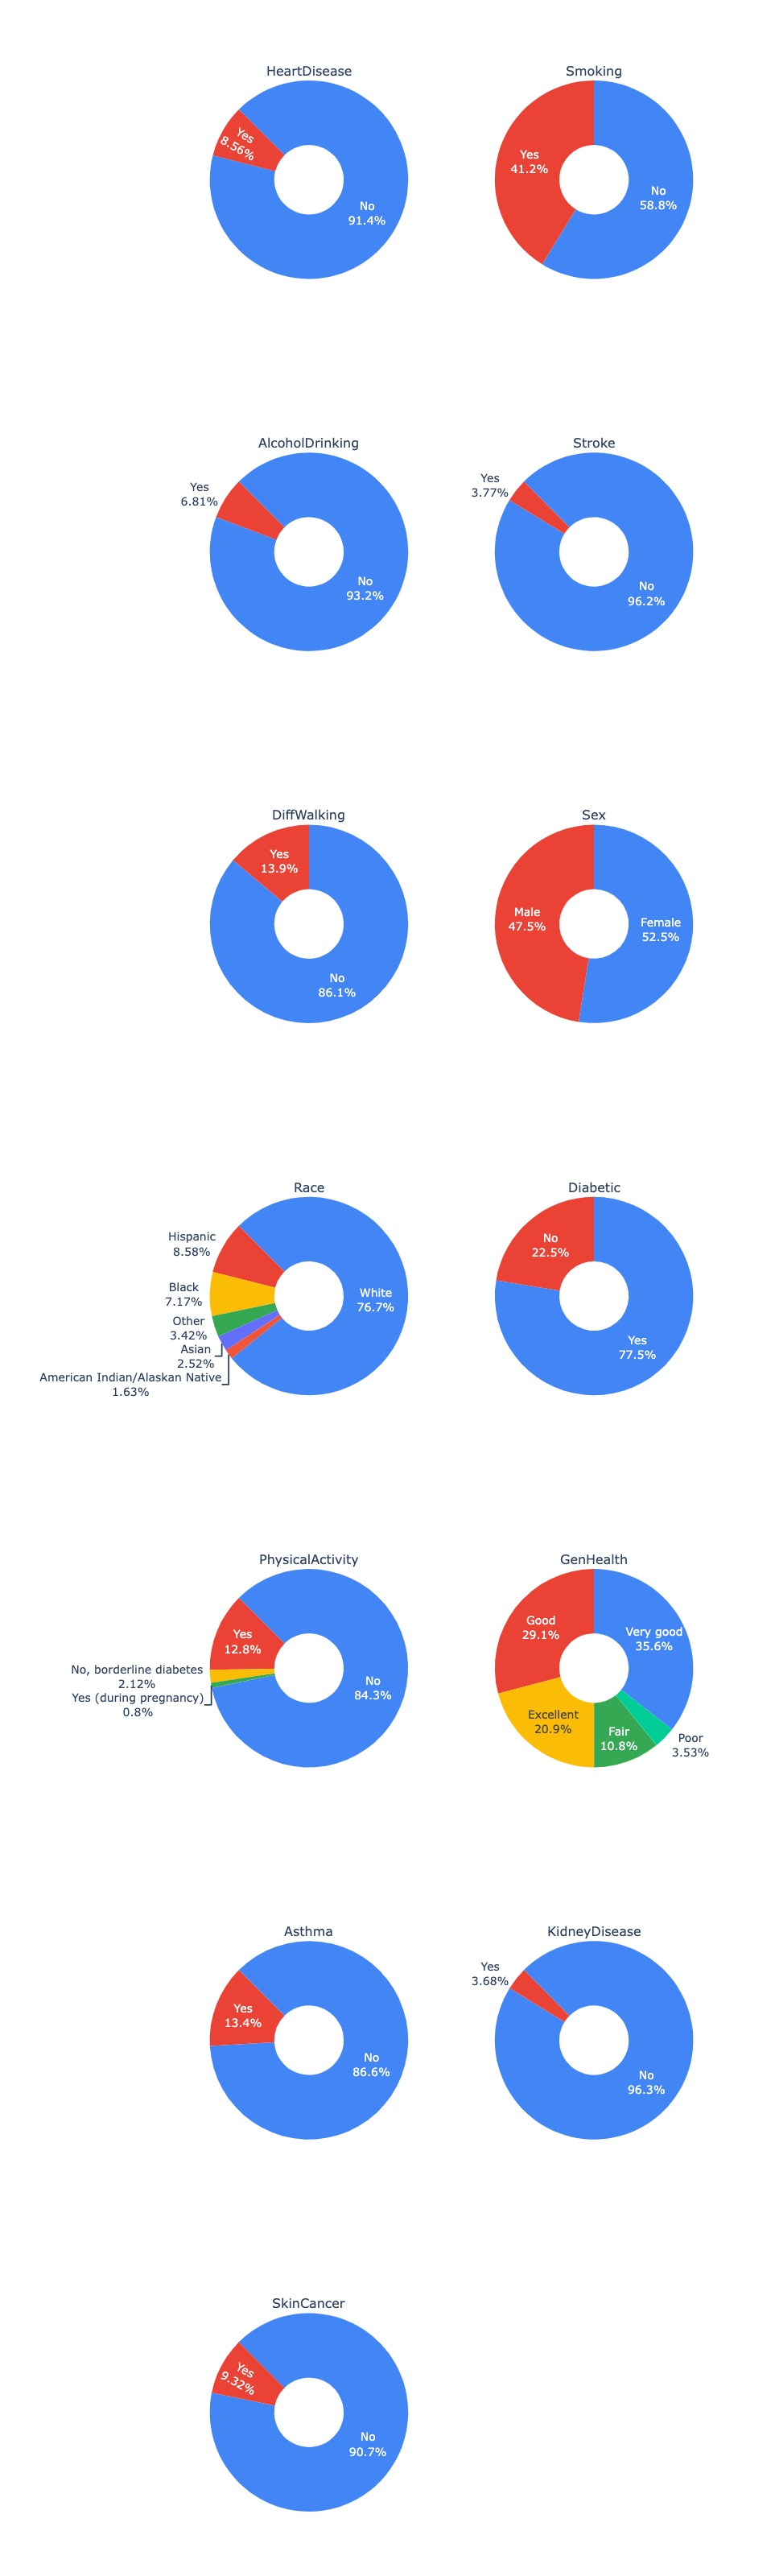 HeartDisease
Smoking
Yes
8.56%
No
91.4%
Yes
41.2%
No
58.8%
AlcoholDrinking
Stroke
Yes
6.81%
No
93.2%
Yes
3.77%
No
96.2%
DiffWalking
Sex
Yes
13.9%
No
86.1%
Male
47.5%
Female
52.5%
Race
Diabetic
Hispanic
8.58%
Black
7.17%
Other
3.42%
Asian
2.52%
American Indian/Alaskan Native
1.63%
White
76.7%
No
22.5%
Yes
77.5%
PhysicalActivity
GenHealth
Yes
12.8%
No, borderline diabetes
2.12%
Yes (during pregnancy)
0.8%
No
84.3%
Good
29.1%
Very good
35.6%
Excellent
20.9%
Fair
10.8%
Poor
3.53%
Asthma
KidneyDisease
Yes
13.4%
No
86.6%
Yes
3.68%
No
96.3%
SkinCancer
Yes
9.32%
No
90.7%